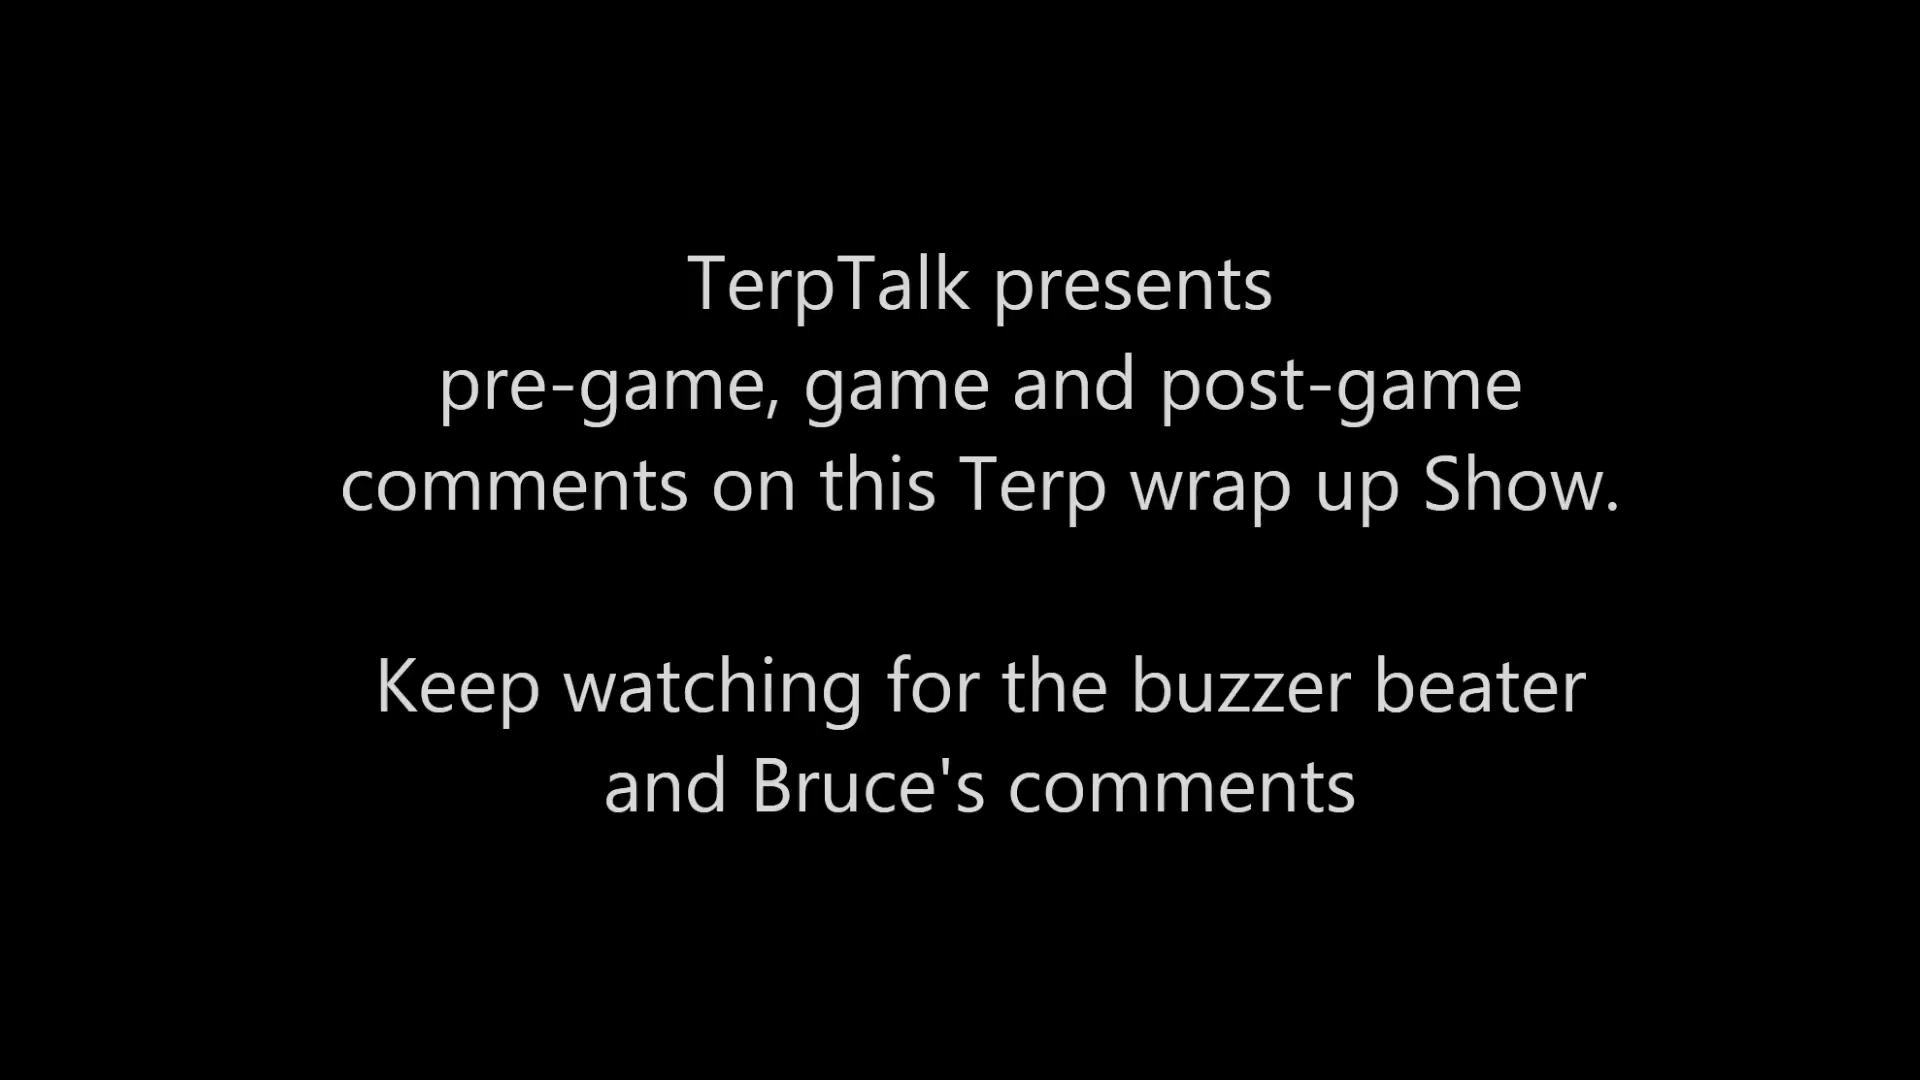 TerpTalk presents
pre-game, game and post-game
comments on this Terp wrap up Show.
Keep watching for the buzzer beater
and Bruce's comments